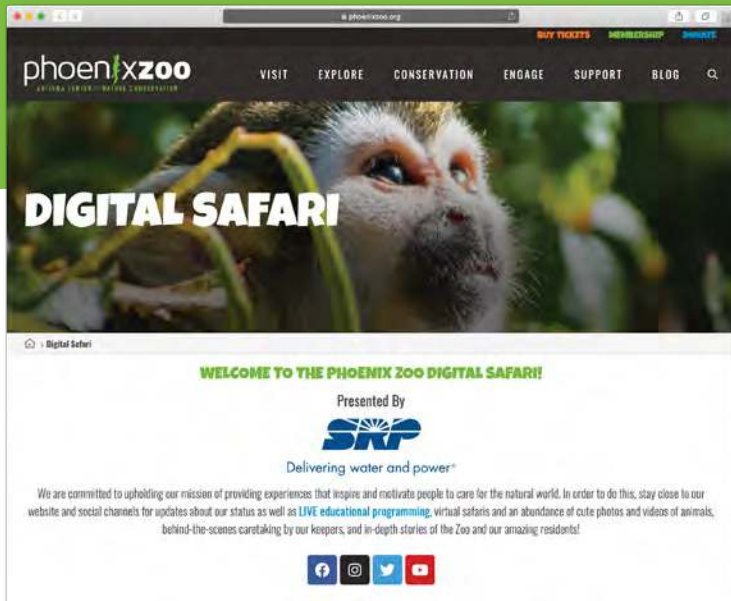 phoenixzoo.org
BUY TICKETS MEMBERSHIP DONATE
phoenixzoo
ARIZONA CENTER FOR NATURE CONSERVATION
VISIT EXPLORE CONSERVATION ENGAGE SUPPORT BLOG
DIGITAL SAFARI
› Digital Safari
WELCOME TO THE PHOENIX ZOO DIGITAL SAFARI!
Presented By
SRP
Delivering water and power®
We are committed to upholding our mission of providing experiences that inspire and motivate people to care for the natural world. In order to do this, stay close to our
website and social channels for updates about our status as well as LIVE educational programming, virtual safaris and an abundance of cute photos and videos of animals,
behind-the-scenes caretaking by our keepers, and in-depth stories of the Zoo and our amazing residents!